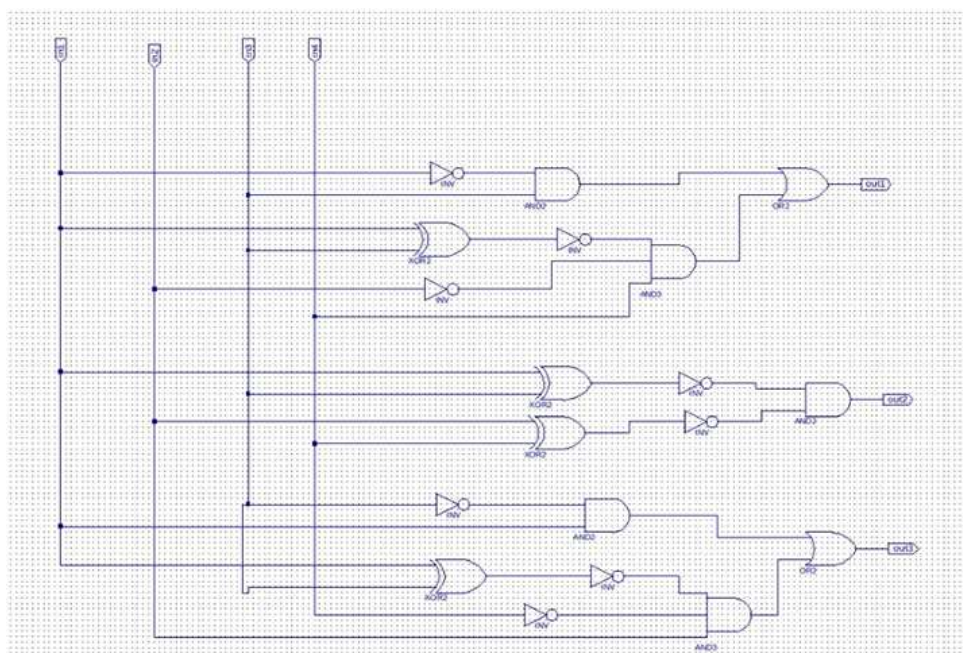 in1
in2
in3
in4
INV
AND2
OR2
out1
XOR2
INV
INV
AND3
XOR2
INV
AND2
out2
XOR2
INV
INV
AND2
OR2
out3
XOR2
INV
INV
AND3